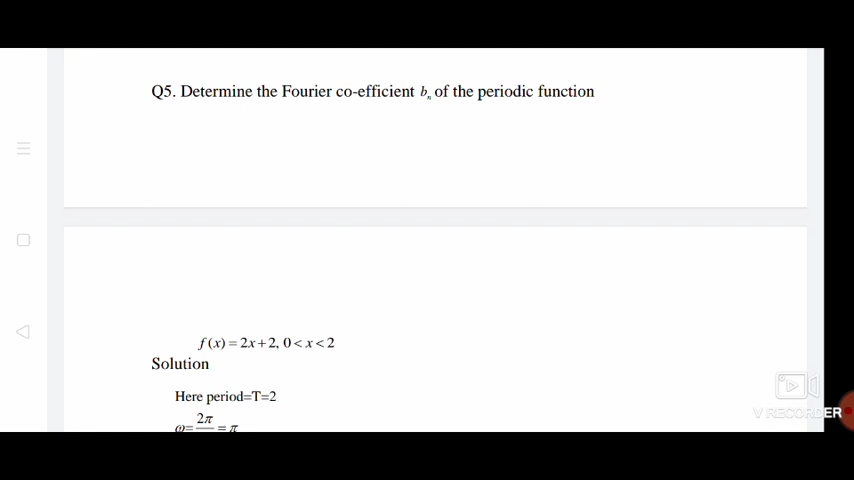 Q5. Determine the Fourier co-efficient bₙ of the periodic function
f(x) = 2x + 2, 0 < x < 2
Solution
Here period=T=2
ω= 2π = π
V RECORDER